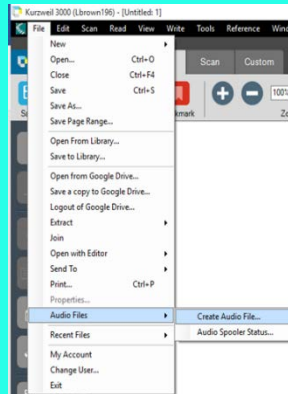 Kurzweil 3000 (Lbrown196) - [Untitled: 1]
File Edit Scan Read View Write Tools Reference
Scan Custom
100%
New
Open... Ctrl+O
Close Ctrl+F4
Save Ctrl+S
Save As...
Save Page Range...
Open From Library...
Save to Library...
Open from Google Drive...
Save a copy to Google Drive...
Logout of Google Drive...
Extract
Join
Open with Editor
Send To
Print... Ctrl+P
Properties...
Audio Files
Create Audio File...
Audio Spooler Status...
Recent Files
My Account
Change User...
Exit